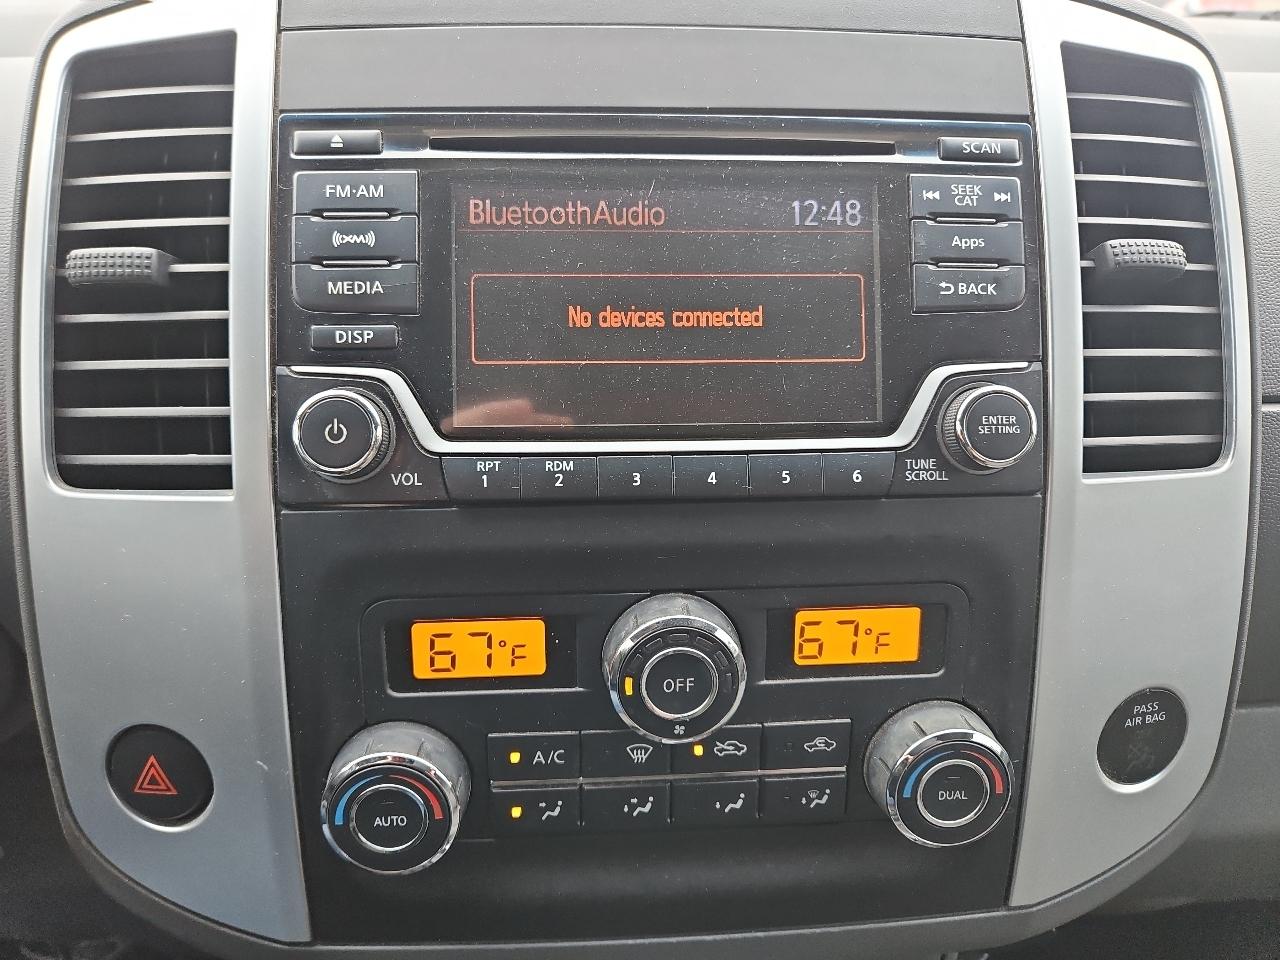 SCAN
FM·AM
XM
MEDIA
DISP
BluetoothAudio 12:48
No devices connected
SEEK
CAT
Apps
BACK
ENTER
SETTING
VOL
RPT
1
RDM
2
3
4
5
6
TUNE
SCROLL
67°F
OFF
67°F
PASS
AIR BAG
A/C
AUTO
DUAL